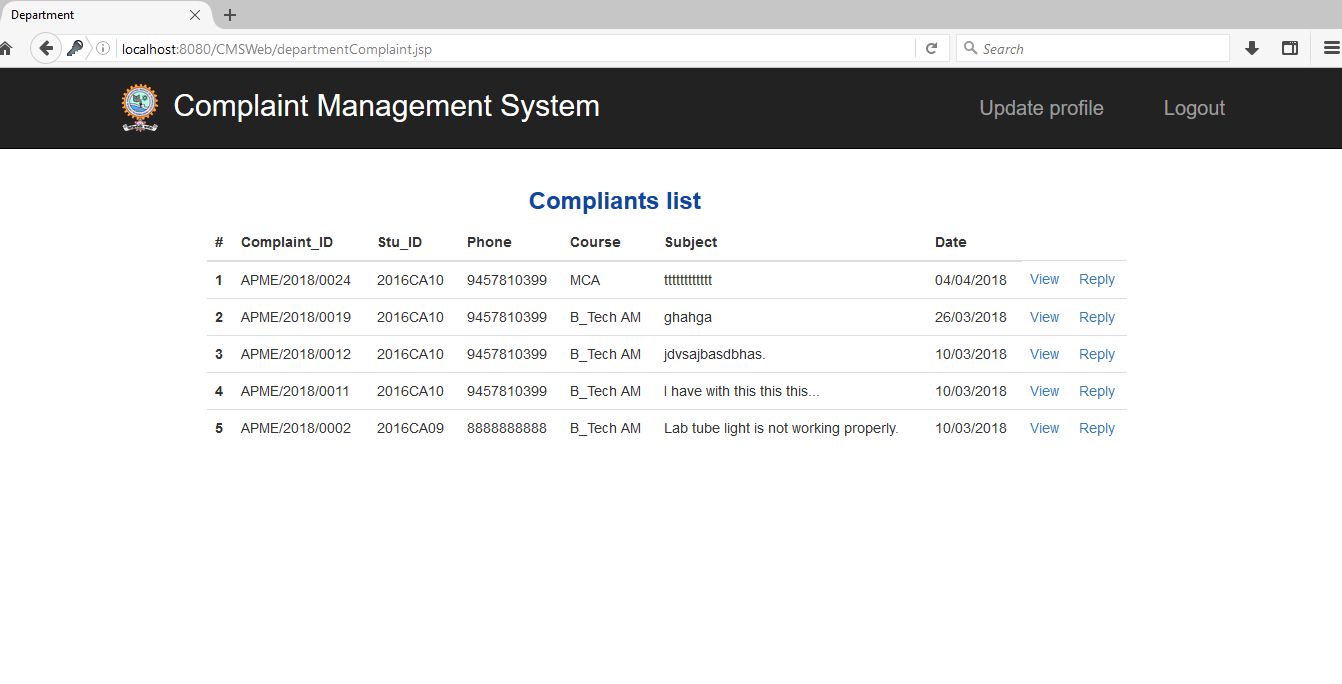 Department
localhost:8080/CMSWeb/departmentComplaint.jsp
Search
Complaint Management System
Update profile
Logout
Compliants list
# Complaint_ID Stu_ID Phone Course Subject Date
1 APME/2018/0024 2016CA10 9457810399 MCA tttttttttttt 04/04/2018 View Reply
2 APME/2018/0019 2016CA10 9457810399 B_Tech AM ghahga 26/03/2018 View Reply
3 APME/2018/0012 2016CA10 9457810399 B_Tech AM jdvsajbasdbhas. 10/03/2018 View Reply
4 APME/2018/0011 2016CA10 9457810399 B_Tech AM I have with this this this... 10/03/2018 View Reply
5 APME/2018/0002 2016CA09 8888888888 B_Tech AM Lab tube light is not working properly. 10/03/2018 View Reply